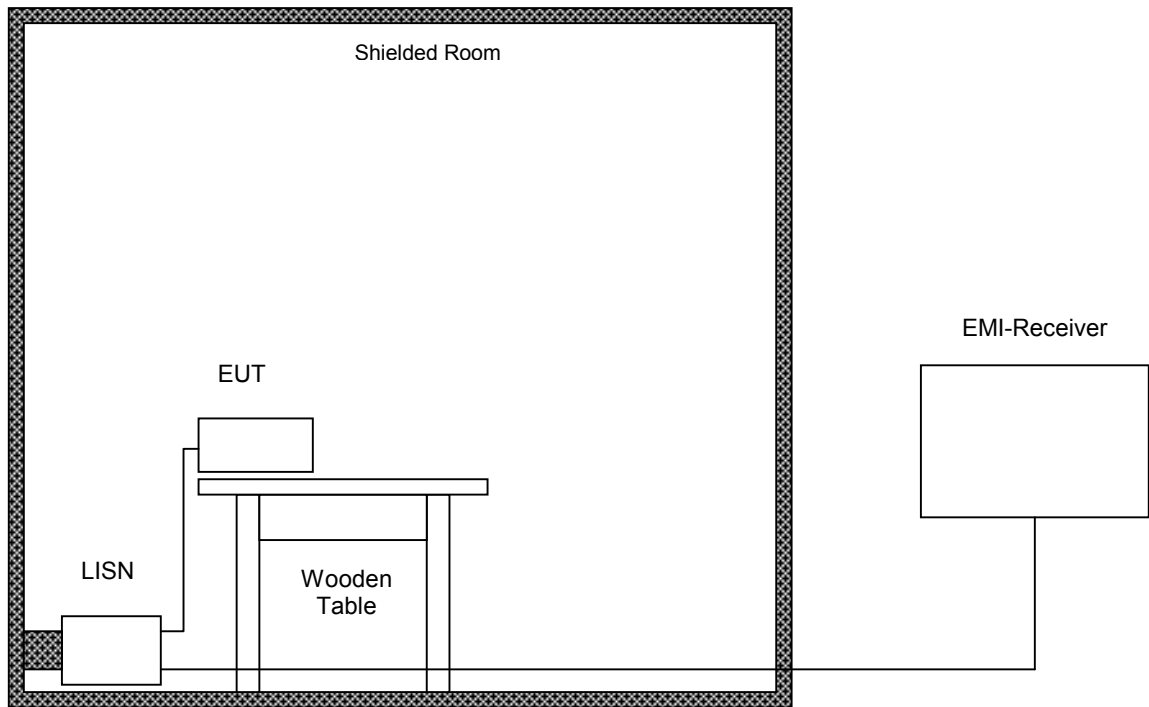 Shielded Room
EMI-Receiver
EUT
LISN
Wooden
Table